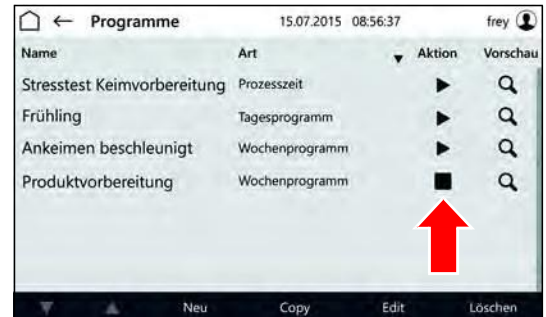 Programme 15.07.2015 08:56:37 frey
Name Art Aktion Vorschau
Stresstest Keimvorbereitung Prozesszeit
Frühling Tagesprogramm
Ankeimen beschleunigt Wochenprogramm
Produktvorbereitung Wochenprogramm
Neu Copy Edit Löschen